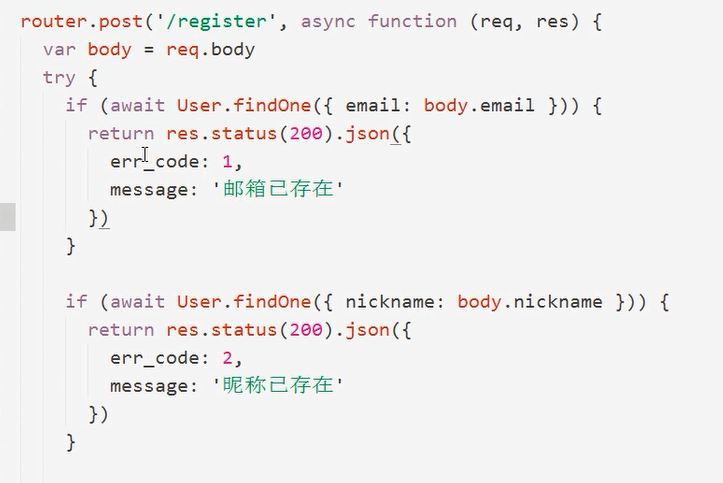 router.post('/register', async function (req, res) {
  var body = req.body
  try {
    if (await User.findOne({ email: body.email })) {
      return res.status(200).json({
        err_code: 1,
        message: '邮箱已存在'
      })
    }

    if (await User.findOne({ nickname: body.nickname })) {
      return res.status(200).json({
        err_code: 2,
        message: '昵称已存在'
      })
    }